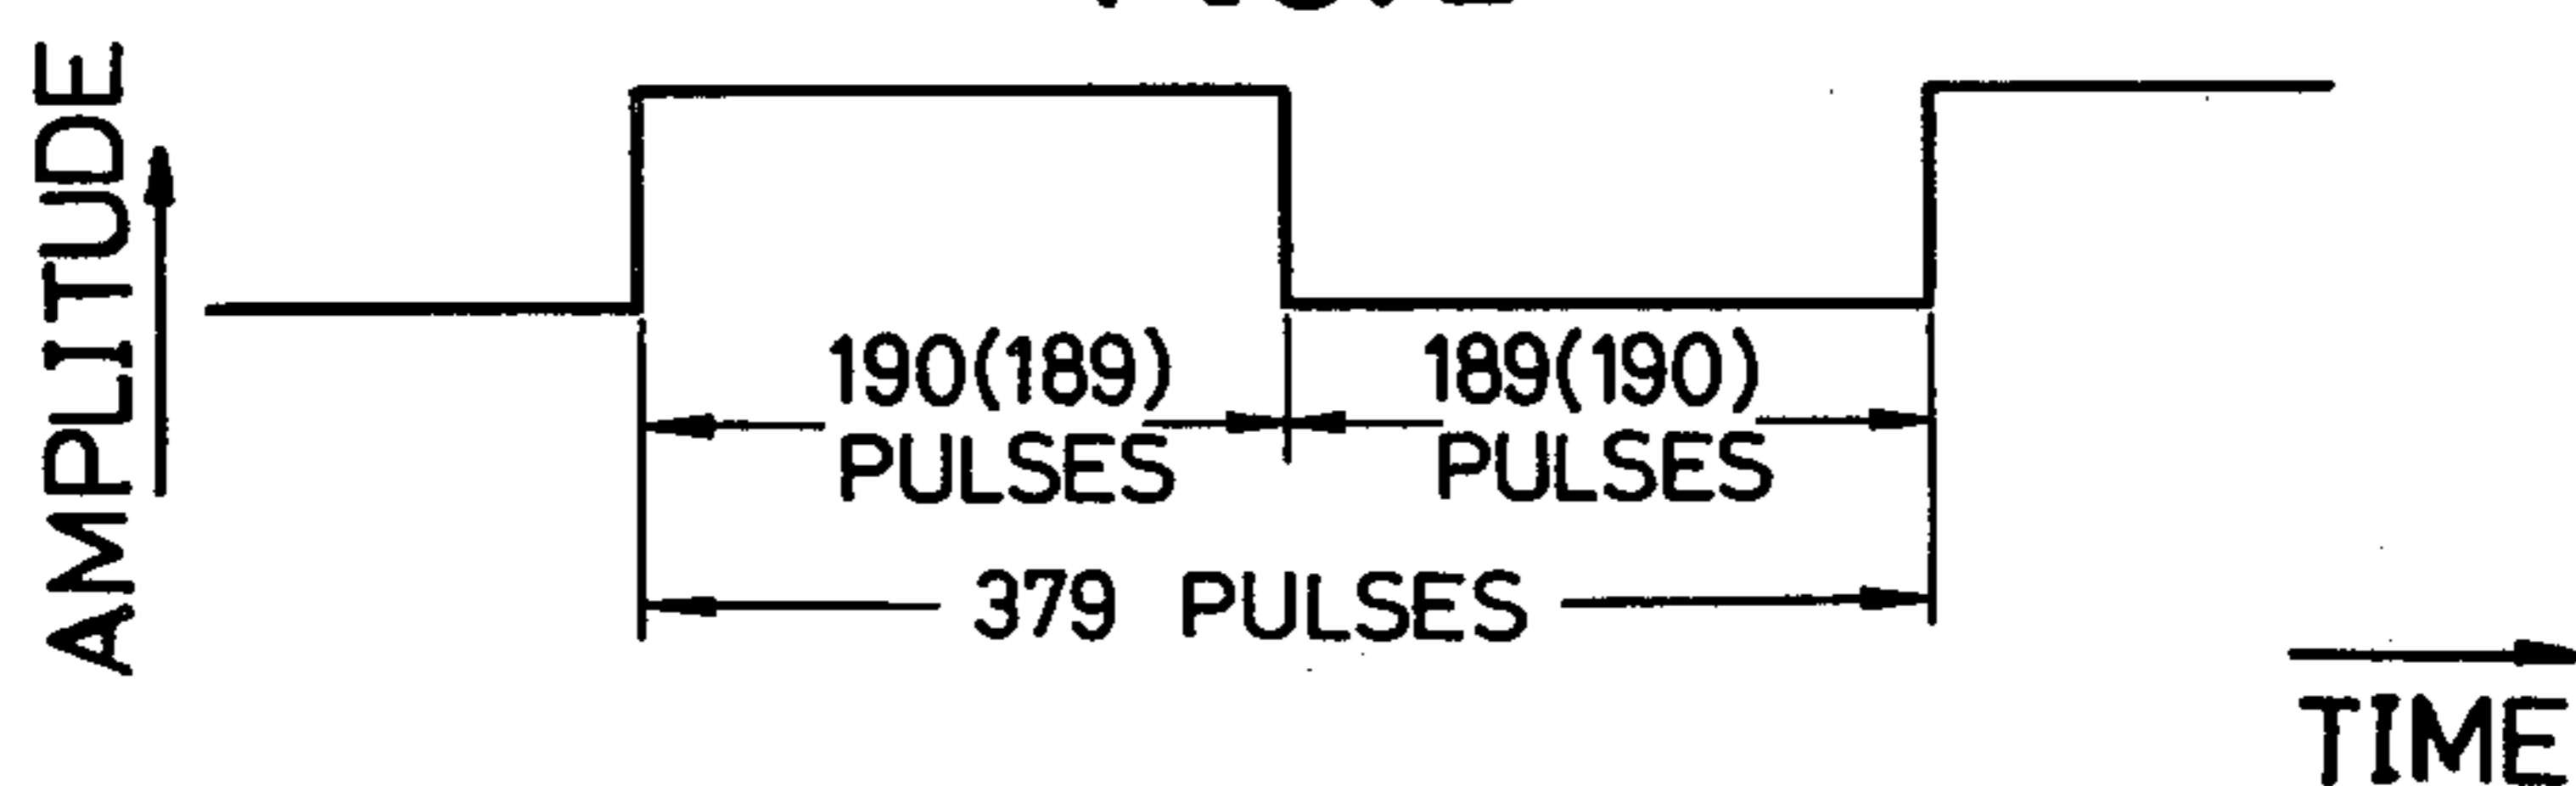 AMPLITUDE
190(189)
PULSES
189(190)
PULSES
379 PULSES
TIME